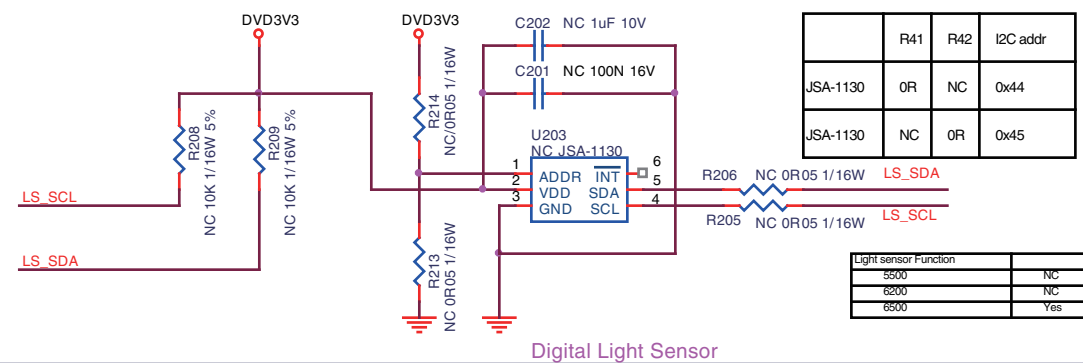 DVD3V3
DVD3V3
C202 NC 1uF 10V
C201 NC 100N 16V
R208
NC 10K 1/16W 5%
R209
NC 10K 1/16W 5%
R214
NC/0R05 1/16W
R213
NC 0R05 1/16W
LS_SCL
LS_SDA
U203
NC JSA-1130
1 ADDR INT 6
2 VDD SDA 5
3 GND SCL 4
R206 NC 0R05 1/16W LS_SDA
R205 NC 0R05 1/16W LS_SCL
R41 R42 I2C addr
JSA-1130 0R NC 0x44
JSA-1130 NC 0R 0x45
Light sensor Function
5500 NC
6200 NC
6500 Yes
Digital Light Sensor